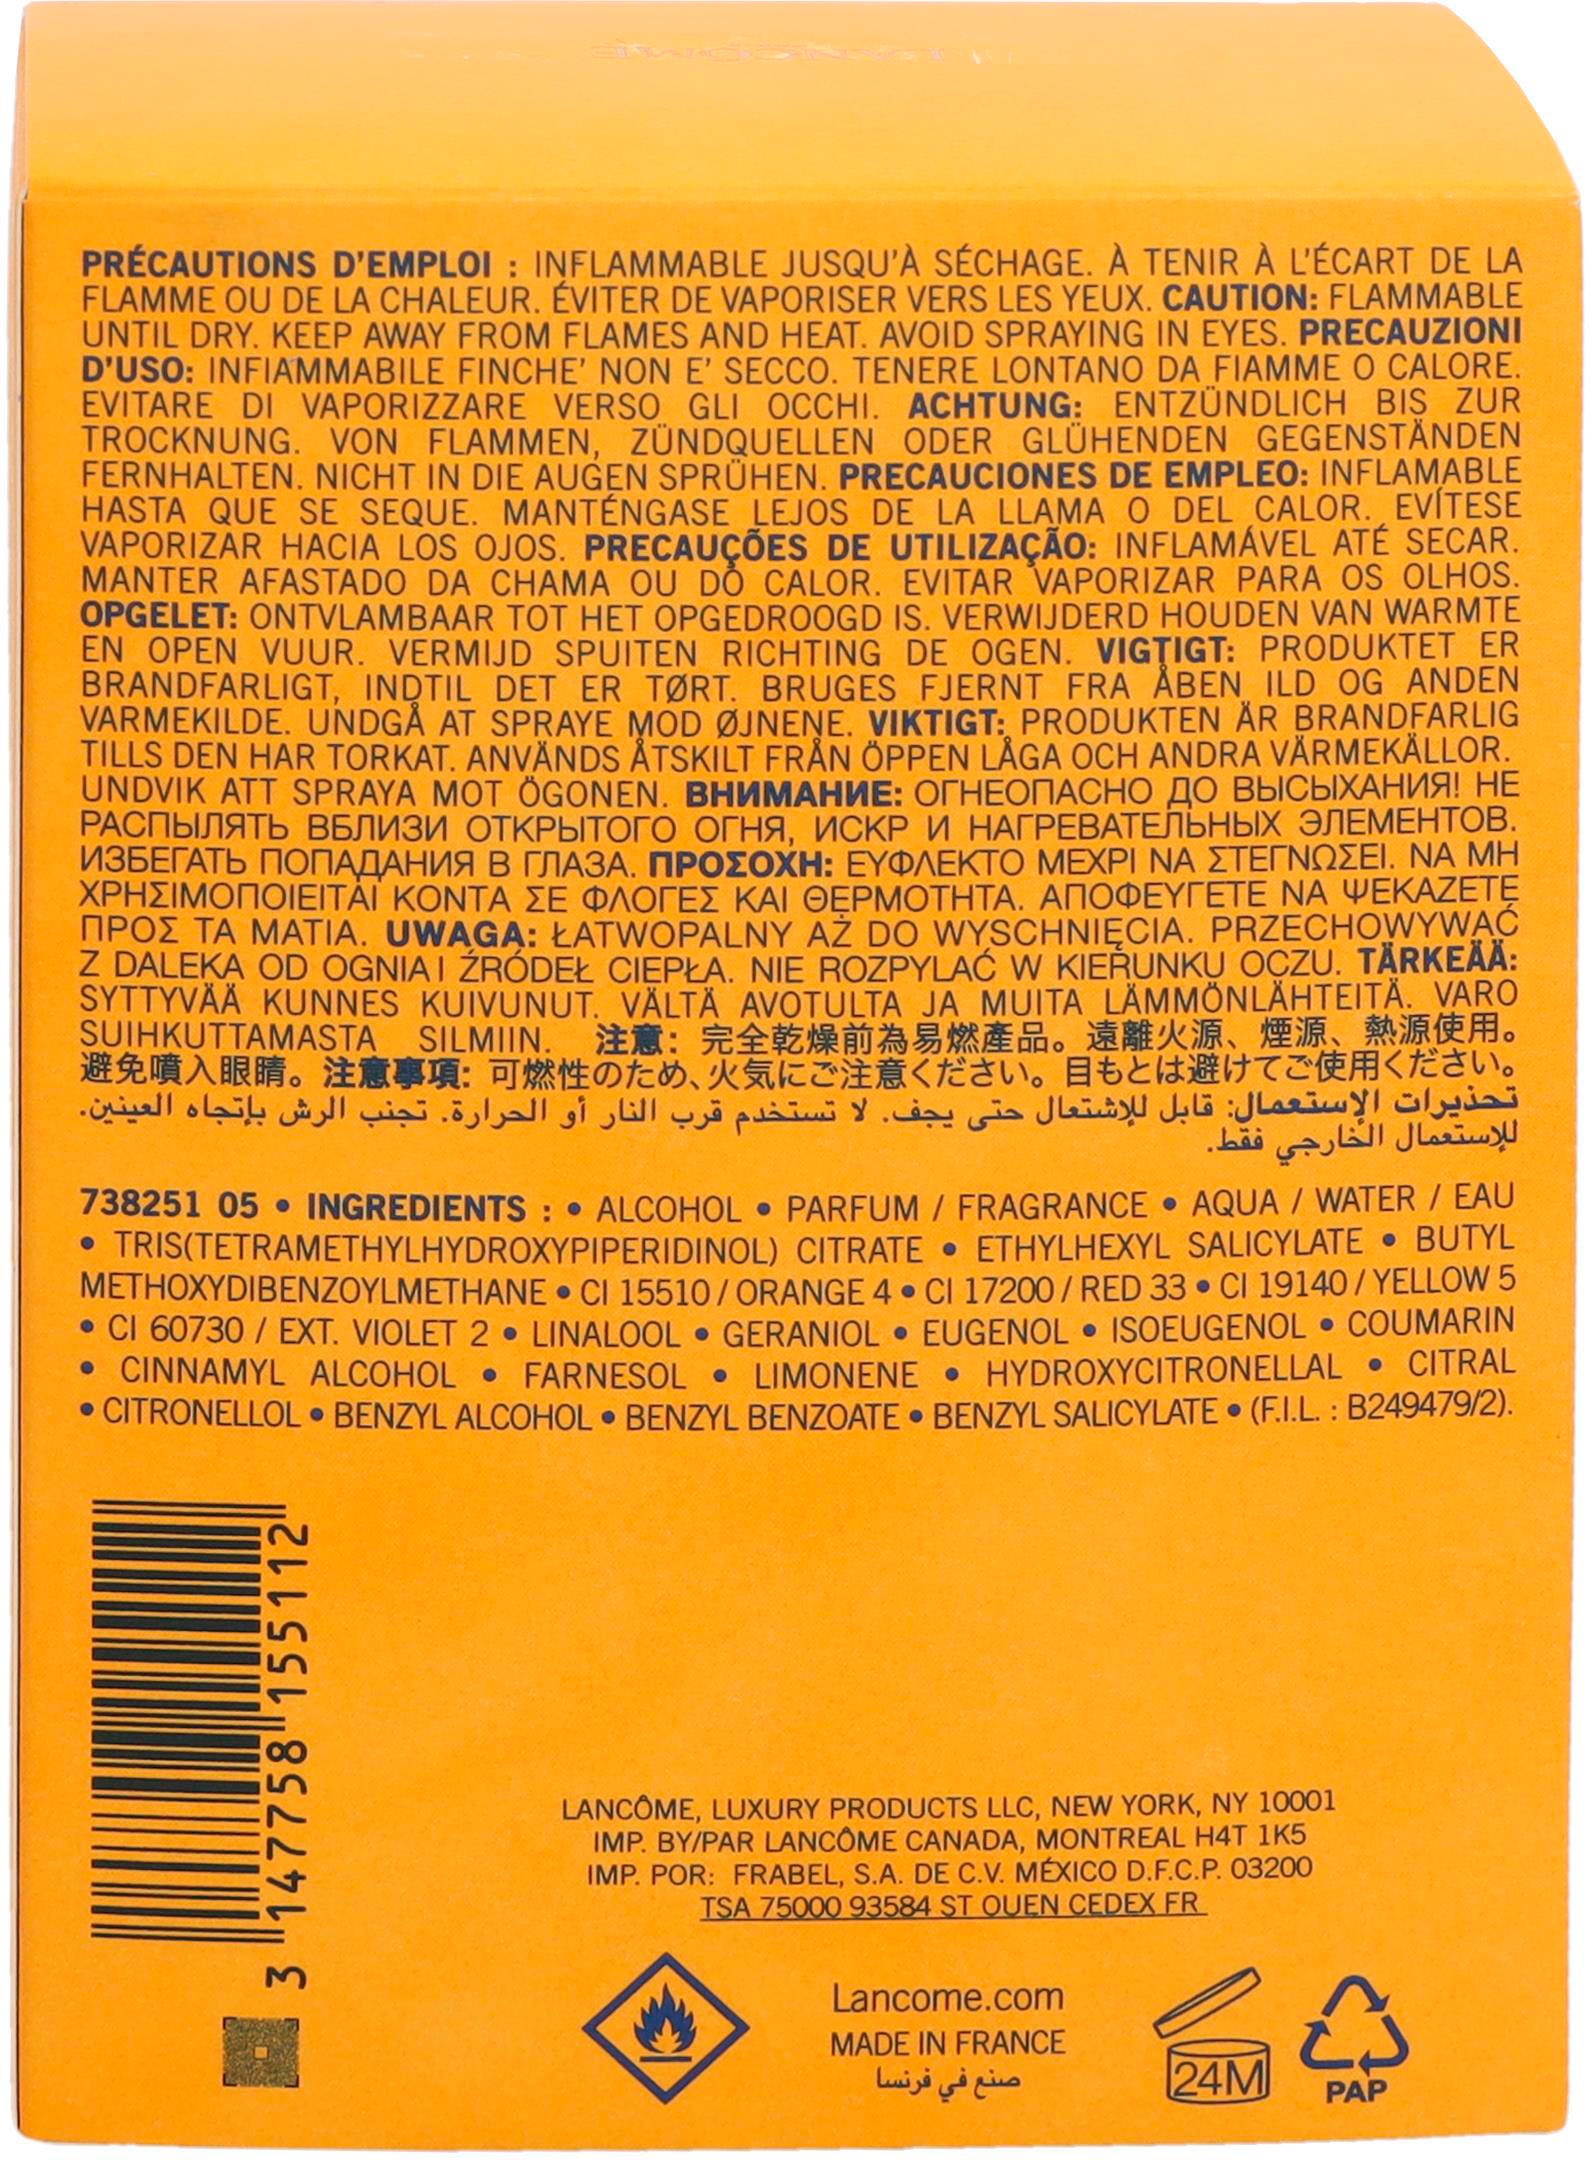 LANCÔME
PRÉCAUTIONS D'EMPLOI : INFLAMMABLE JUSQU'À SÉCHAGE. À TENIR À L'ÉCART DE LA
FLAMME OU DE LA CHALEUR. ÉVITER DE VAPORISER VERS LES YEUX. CAUTION: FLAMMABLE
UNTIL DRY. KEEP AWAY FROM FLAMES AND HEAT. AVOID SPRAYING IN EYES. PRECAUZIONI
D'USO: INFIAMMABILE FINCHE' NON E' SECCO. TENERE LONTANO DA FIAMME O CALORE.
EVITARE DI VAPORIZZARE VERSO GLI OCCHI. ACHTUNG: ENTZÜNDLICH BIS ZUR
TROCKNUNG. VON FLAMMEN, ZÜNDQUELLEN ODER GLÜHENDEN GEGENSTÄNDEN
FERNHALTEN. NICHT IN DIE AUGEN SPRÜHEN. PRECAUCIONES DE EMPLEO: INFLAMABLE
HASTA QUE SE SEQUE. MANTÉNGASE LEJOS DE LA LLAMA O DEL CALOR. EVÍTESE
VAPORIZAR HACIA LOS OJOS. PRECAUÇÕES DE UTILIZAÇÃO: INFLAMÁVEL ATÉ SECAR.
MANTER AFASTADO DA CHAMA OU DO CALOR. EVITAR VAPORIZAR PARA OS OLHOS.
OPGELET: ONTVLAMBAAR TOT HET OPGEDROOGD IS. VERWIJDERD HOUDEN VAN WARMTE
EN OPEN VUUR. VERMIJD SPUITEN RICHTING DE OGEN. VIGTIGT: PRODUKTET ER
BRANDFARLIGT, INDTIL DET ER TØRT. BRUGES FJERNT FRA ÅBEN ILD OG ANDEN
VARMEKILDE. UNDGÅ AT SPRAYE MOD ØJNENE. VIKTIGT: PRODUKTEN ÄR BRANDFARLIG
TILLS DEN HAR TORKAT. ANVÄNDS ÅTSKILT FRÅN ÖPPEN LÅGA OCH ANDRA VÄRMEKÄLLOR.
UNDVIK ATT SPRAYA MOT ÖGONEN. ВНИМАНИЕ: ОГНЕОПАСНО ДО ВЫСЫХАНИЯ! НЕ
РАСПЫЛЯТЬ ВБЛИЗИ ОТКРЫТОГО ОГНЯ, ИСКР И НАГРЕВАТЕЛЬНЫХ ЭЛЕМЕНТОВ.
ИЗБЕГАТЬ ПОПАДАНИЯ В ГЛАЗА. ΠΡΟΣΟΧΗ: ΕΥΦΛΕΚΤΟ ΜΕΧΡΙ ΝΑ ΣΤΕΓΝΩΣΕΙ. ΝΑ ΜΗ
ΧΡΗΣΙΜΟΠΟΙΕΙΤΑΙ ΚΟΝΤΑ ΣΕ ΦΛΟΓΕΣ ΚΑΙ ΘΕΡΜΟΤΗΤΑ. ΑΠΟΦΕΥΓΕΤΕ ΝΑ ΨΕΚΑΖΕΤΕ
ΠΡΟΣ ΤΑ ΜΑΤΙΑ. UWAGA: ŁATWOPALNY AŻ DO WYSCHNIĘCIA. PRZECHOWYWAĆ
Z DALEKA OD OGNIA I ŹRÓDEŁ CIEPŁA. NIE ROZPYLAĆ W KIERUNKU OCZU. TÄRKEÄÄ:
SYTTYVÄÄ KUNNES KUIVUNUT. VÄLTÄ AVOTULTA JA MUITA LÄMMÖNLÄHTEITÄ. VARO
SUIHKUTTAMASTA SILMIIN. 注意：完全乾燥前為易燃產品。遠離火源、煙源、熱源使用。
避免噴入眼睛。注意事項: 可燃性のため、火気にご注意ください。目もとは避けてご使用ください。
تحذيرات الإستعمال: قابل للإشتعال حتى يجف. لا تستخدم قرب النار أو الحرارة. تجنب الرش بإتجاه العينين.
للإستعمال الخارجي فقط.
738251 05 • INGREDIENTS : • ALCOHOL • PARFUM / FRAGRANCE • AQUA / WATER / EAU
• TRIS(TETRAMETHYLHYDROXYPIPERIDINOL) CITRATE • ETHYLHEXYL SALICYLATE • BUTYL
METHOXYDIBENZOYLMETHANE • CI 15510 / ORANGE 4 • CI 17200 / RED 33 • CI 19140 / YELLOW 5
• CI 60730 / EXT. VIOLET 2 • LINALOOL • GERANIOL • EUGENOL • ISOEUGENOL • COUMARIN
• CINNAMYL ALCOHOL • FARNESOL • LIMONENE • HYDROXYCITRONELLAL • CITRAL
• CITRONELLOL • BENZYL ALCOHOL • BENZYL BENZOATE • BENZYL SALICYLATE • (F.I.L. : B249479/2).
3 147758 155112
LANCÔME, LUXURY PRODUCTS LLC, NEW YORK, NY 10001
IMP. BY/PAR LANCÔME CANADA, MONTREAL H4T 1K5
IMP. POR: FRABEL, S.A. DE C.V. MÉXICO D.F.C.P. 03200
TSA 75000 93584 ST OUEN CEDEX FR
Lancome.com
MADE IN FRANCE
صنع في فرنسا
24M
PAP